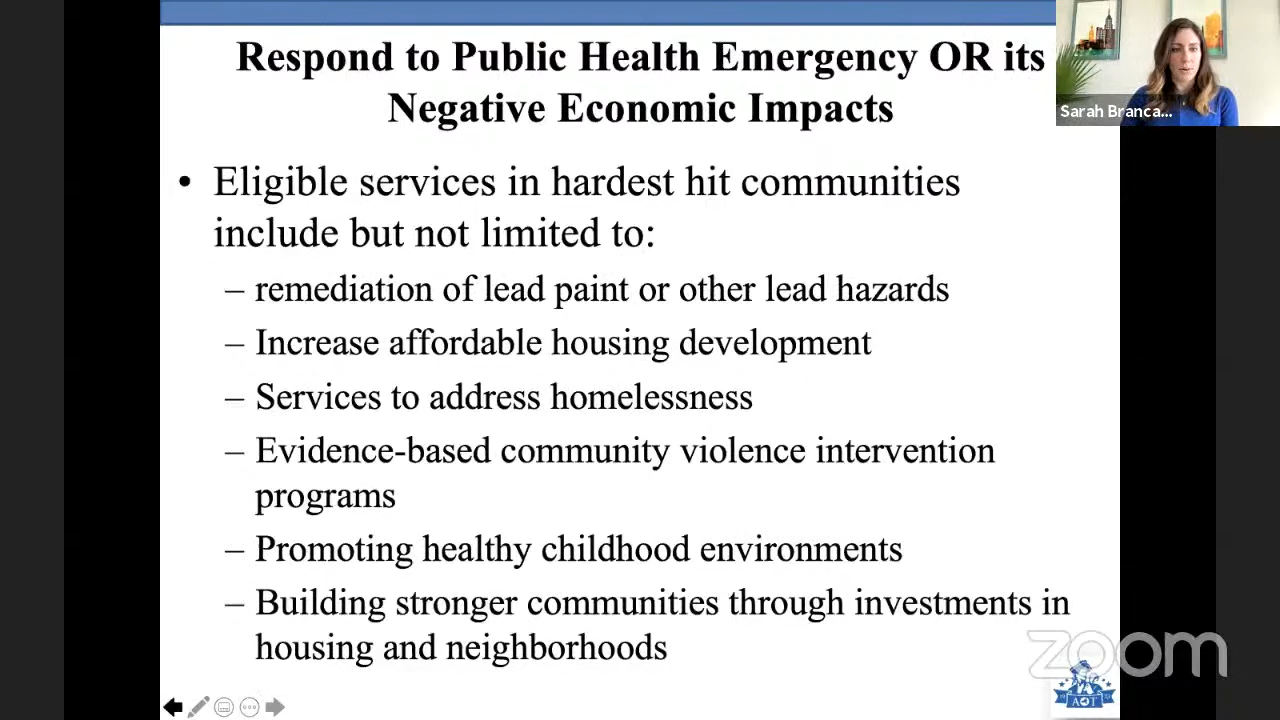 Respond to Public Health Emergency OR its
Negative Economic Impacts
Sarah Branca...
• Eligible services in hardest hit communities
include but not limited to:
– remediation of lead paint or other lead hazards
– Increase affordable housing development
– Services to address homelessness
– Evidence-based community violence intervention
programs
– Promoting healthy childhood environments
– Building stronger communities through investments in
housing and neighborhoods
zoom
AOT